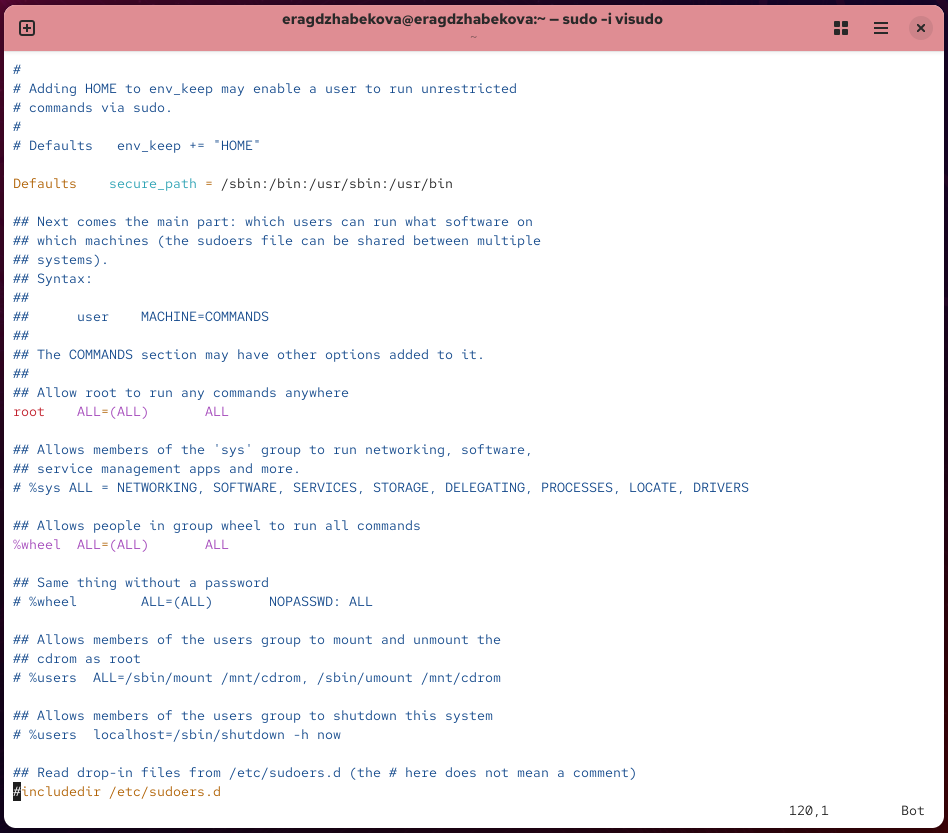 eragdzhabekova@eragdzhabekova:~ — sudo -i visudo
~
#
# Adding HOME to env_keep may enable a user to run unrestricted
# commands via sudo.
#
# Defaults   env_keep += "HOME"
Defaults    secure_path = /sbin:/bin:/usr/sbin:/usr/bin
## Next comes the main part: which users can run what software on
## which machines (the sudoers file can be shared between multiple
## systems).
## Syntax:
##
##      user    MACHINE=COMMANDS
##
## The COMMANDS section may have other options added to it.
##
## Allow root to run any commands anywhere
root    ALL=(ALL)       ALL
## Allows members of the 'sys' group to run networking, software,
## service management apps and more.
# %sys ALL = NETWORKING, SOFTWARE, SERVICES, STORAGE, DELEGATING, PROCESSES, LOCATE, DRIVERS
## Allows people in group wheel to run all commands
%wheel  ALL=(ALL)       ALL
## Same thing without a password
# %wheel        ALL=(ALL)       NOPASSWD: ALL
## Allows members of the users group to mount and unmount the
## cdrom as root
# %users  ALL=/sbin/mount /mnt/cdrom, /sbin/umount /mnt/cdrom
## Allows members of the users group to shutdown this system
# %users  localhost=/sbin/shutdown -h now
## Read drop-in files from /etc/sudoers.d (the # here does not mean a comment)
#includedir /etc/sudoers.d
120,1         Bot